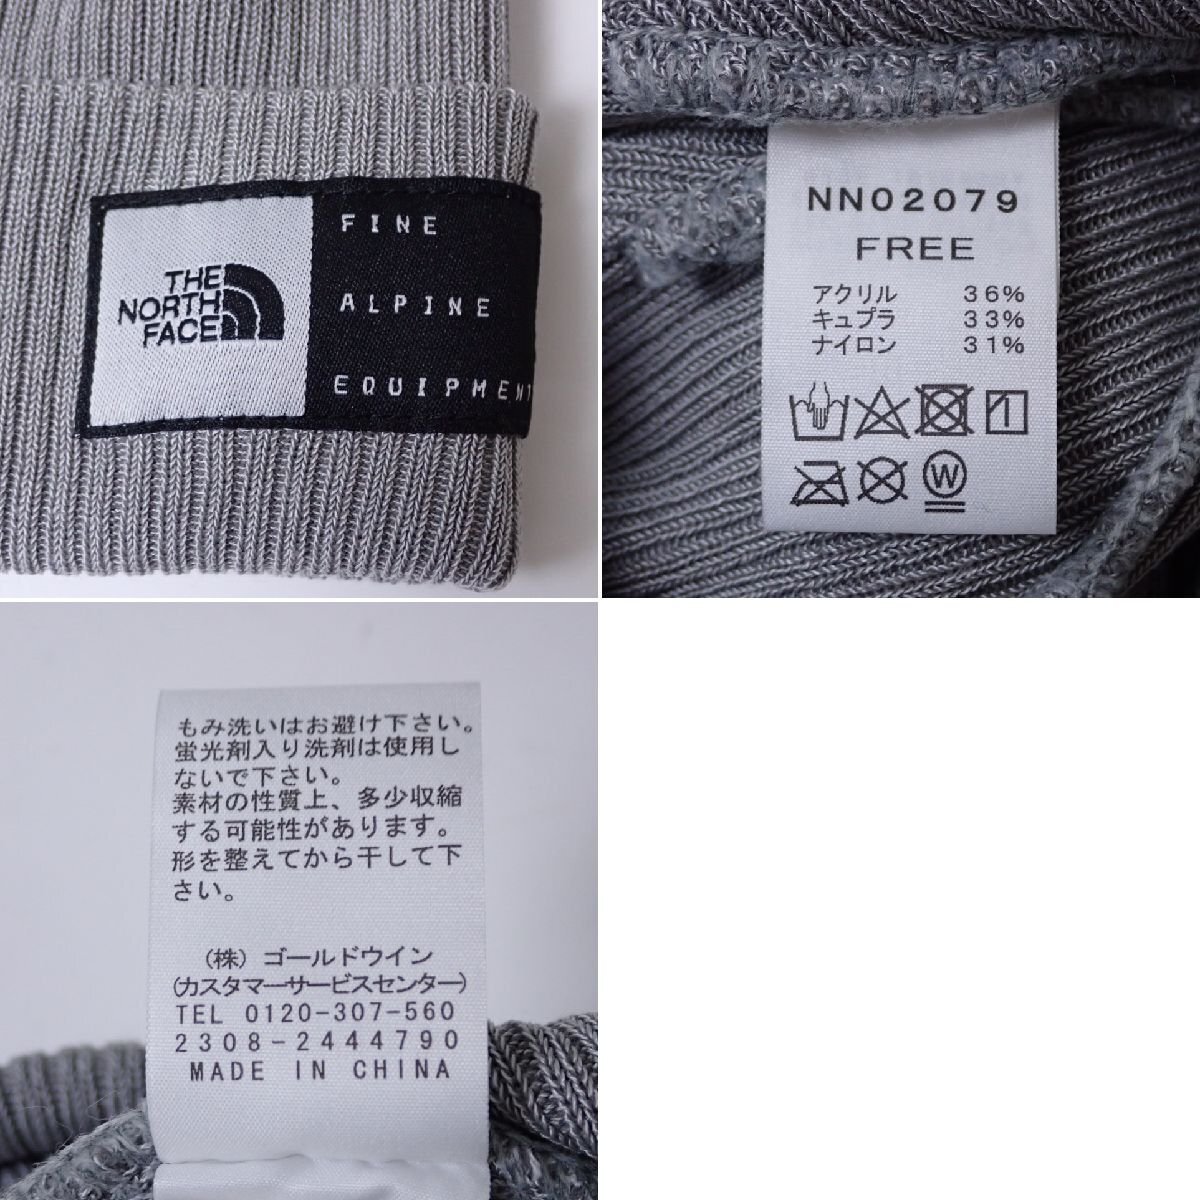 THE
NORTH
FACE
FINE
ALPINE
EQUIPMENT
NN02079
FREE
アクリル 36%
キュプラ 33%
ナイロン 31%
1
W
もみ洗いはお避け下さい。
蛍光剤入り洗剤は使用し
ないで下さい。
素材の性質上、多少収縮
する可能性があります。
形を整えてから干して下
さい。
(株) ゴールドウイン
(カスタマーサービスセンター)
TEL 0120-307-560
2308-2444790
MADE IN CHINA